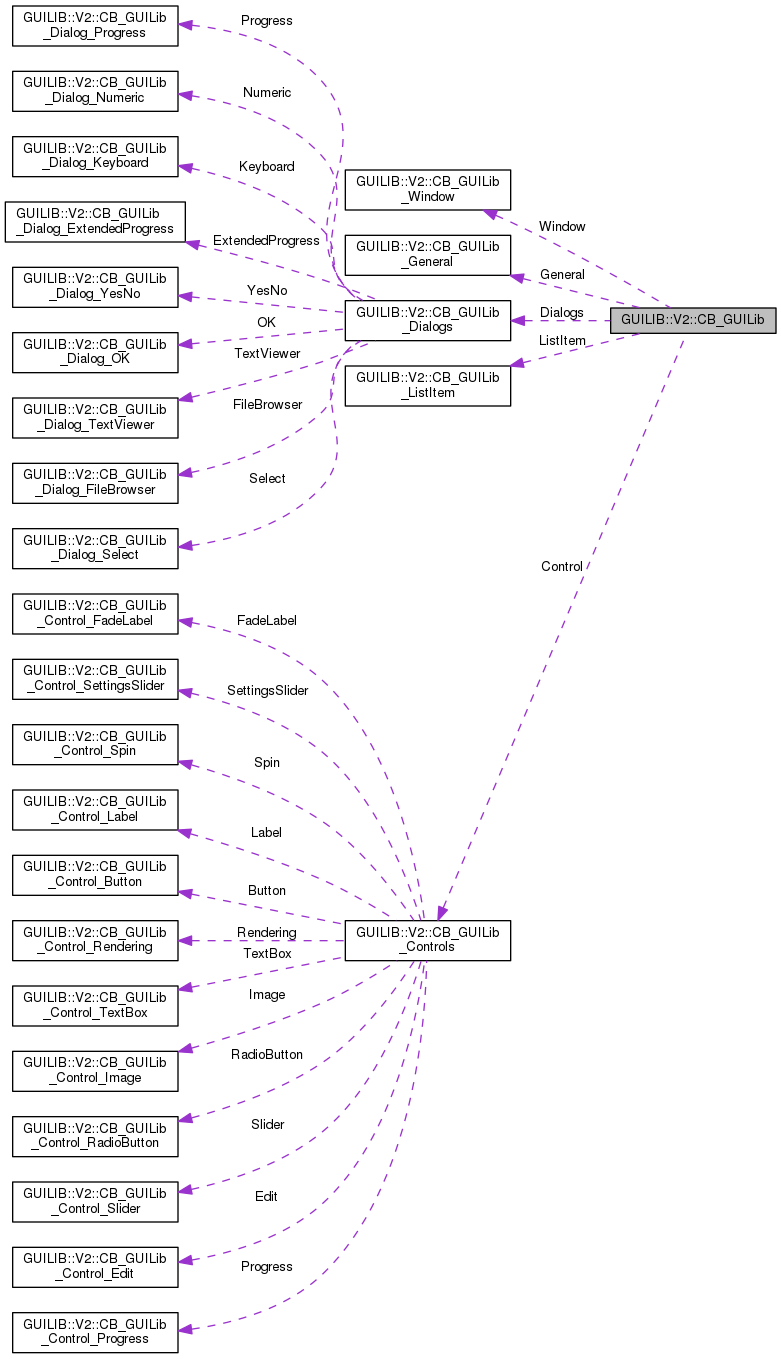 GUILIB::V2::CB_GUILib
_Dialog_Progress
Progress
GUILIB::V2::CB_GUILib
_Dialog_Numeric
Numeric
GUILIB::V2::CB_GUILib
_Dialog_Keyboard
Keyboard
GUILIB::V2::CB_GUILib
_Dialog_ExtendedProgress
ExtendedProgress
GUILIB::V2::CB_GUILib
_Dialog_YesNo
YesNo
GUILIB::V2::CB_GUILib
_Dialog_OK
OK
GUILIB::V2::CB_GUILib
_Dialog_TextViewer
TextViewer
GUILIB::V2::CB_GUILib
_Dialog_FileBrowser
FileBrowser
GUILIB::V2::CB_GUILib
_Dialog_Select
Select
GUILIB::V2::CB_GUILib
_Window
Window
GUILIB::V2::CB_GUILib
_General
General
GUILIB::V2::CB_GUILib
_Dialogs
Dialogs
GUILIB::V2::CB_GUILib
_ListItem
ListItem
GUILIB::V2::CB_GUILib
Control
GUILIB::V2::CB_GUILib
_Control_FadeLabel
FadeLabel
GUILIB::V2::CB_GUILib
_Control_SettingsSlider
SettingsSlider
GUILIB::V2::CB_GUILib
_Control_Spin
Spin
GUILIB::V2::CB_GUILib
_Control_Label
Label
GUILIB::V2::CB_GUILib
_Control_Button
Button
GUILIB::V2::CB_GUILib
_Control_Rendering
Rendering
GUILIB::V2::CB_GUILib
_Controls
GUILIB::V2::CB_GUILib
_Control_TextBox
TextBox
GUILIB::V2::CB_GUILib
_Control_Image
Image
GUILIB::V2::CB_GUILib
_Control_RadioButton
RadioButton
GUILIB::V2::CB_GUILib
_Control_Slider
Slider
GUILIB::V2::CB_GUILib
_Control_Edit
Edit
GUILIB::V2::CB_GUILib
_Control_Progress
Progress